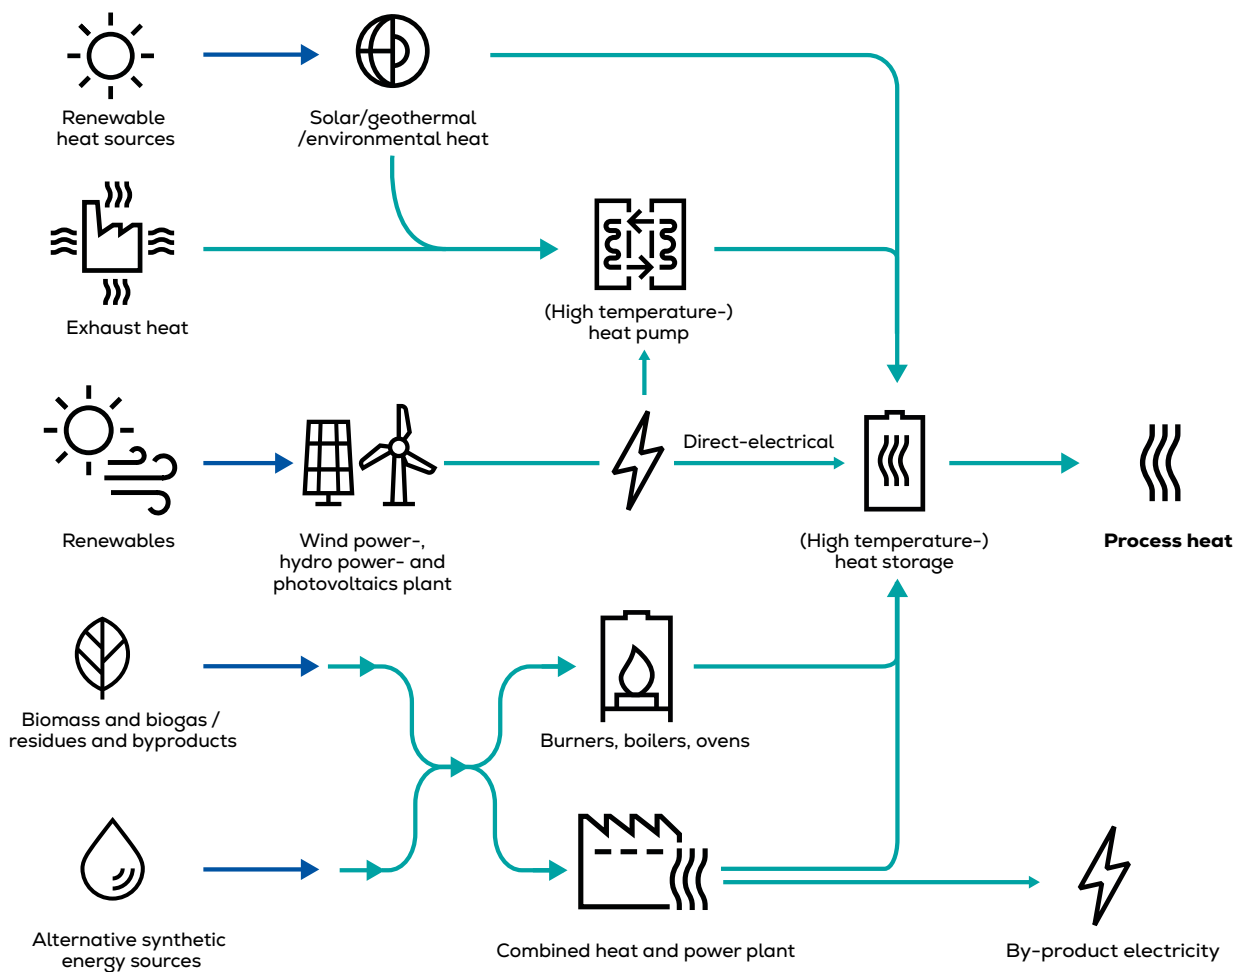 Renewable
heat sources
Solar/geothermal
/environmental heat
Exhaust heat
(High temperature-)
heat pump
Direct-electrical
Renewables
Wind power-,
hydro power- and
photovoltaics plant
(High temperature-)
heat storage
Process heat
Biomass and biogas /
residues and byproducts
Burners, boilers, ovens
Alternative synthetic
energy sources
Combined heat and power plant
By-product electricity